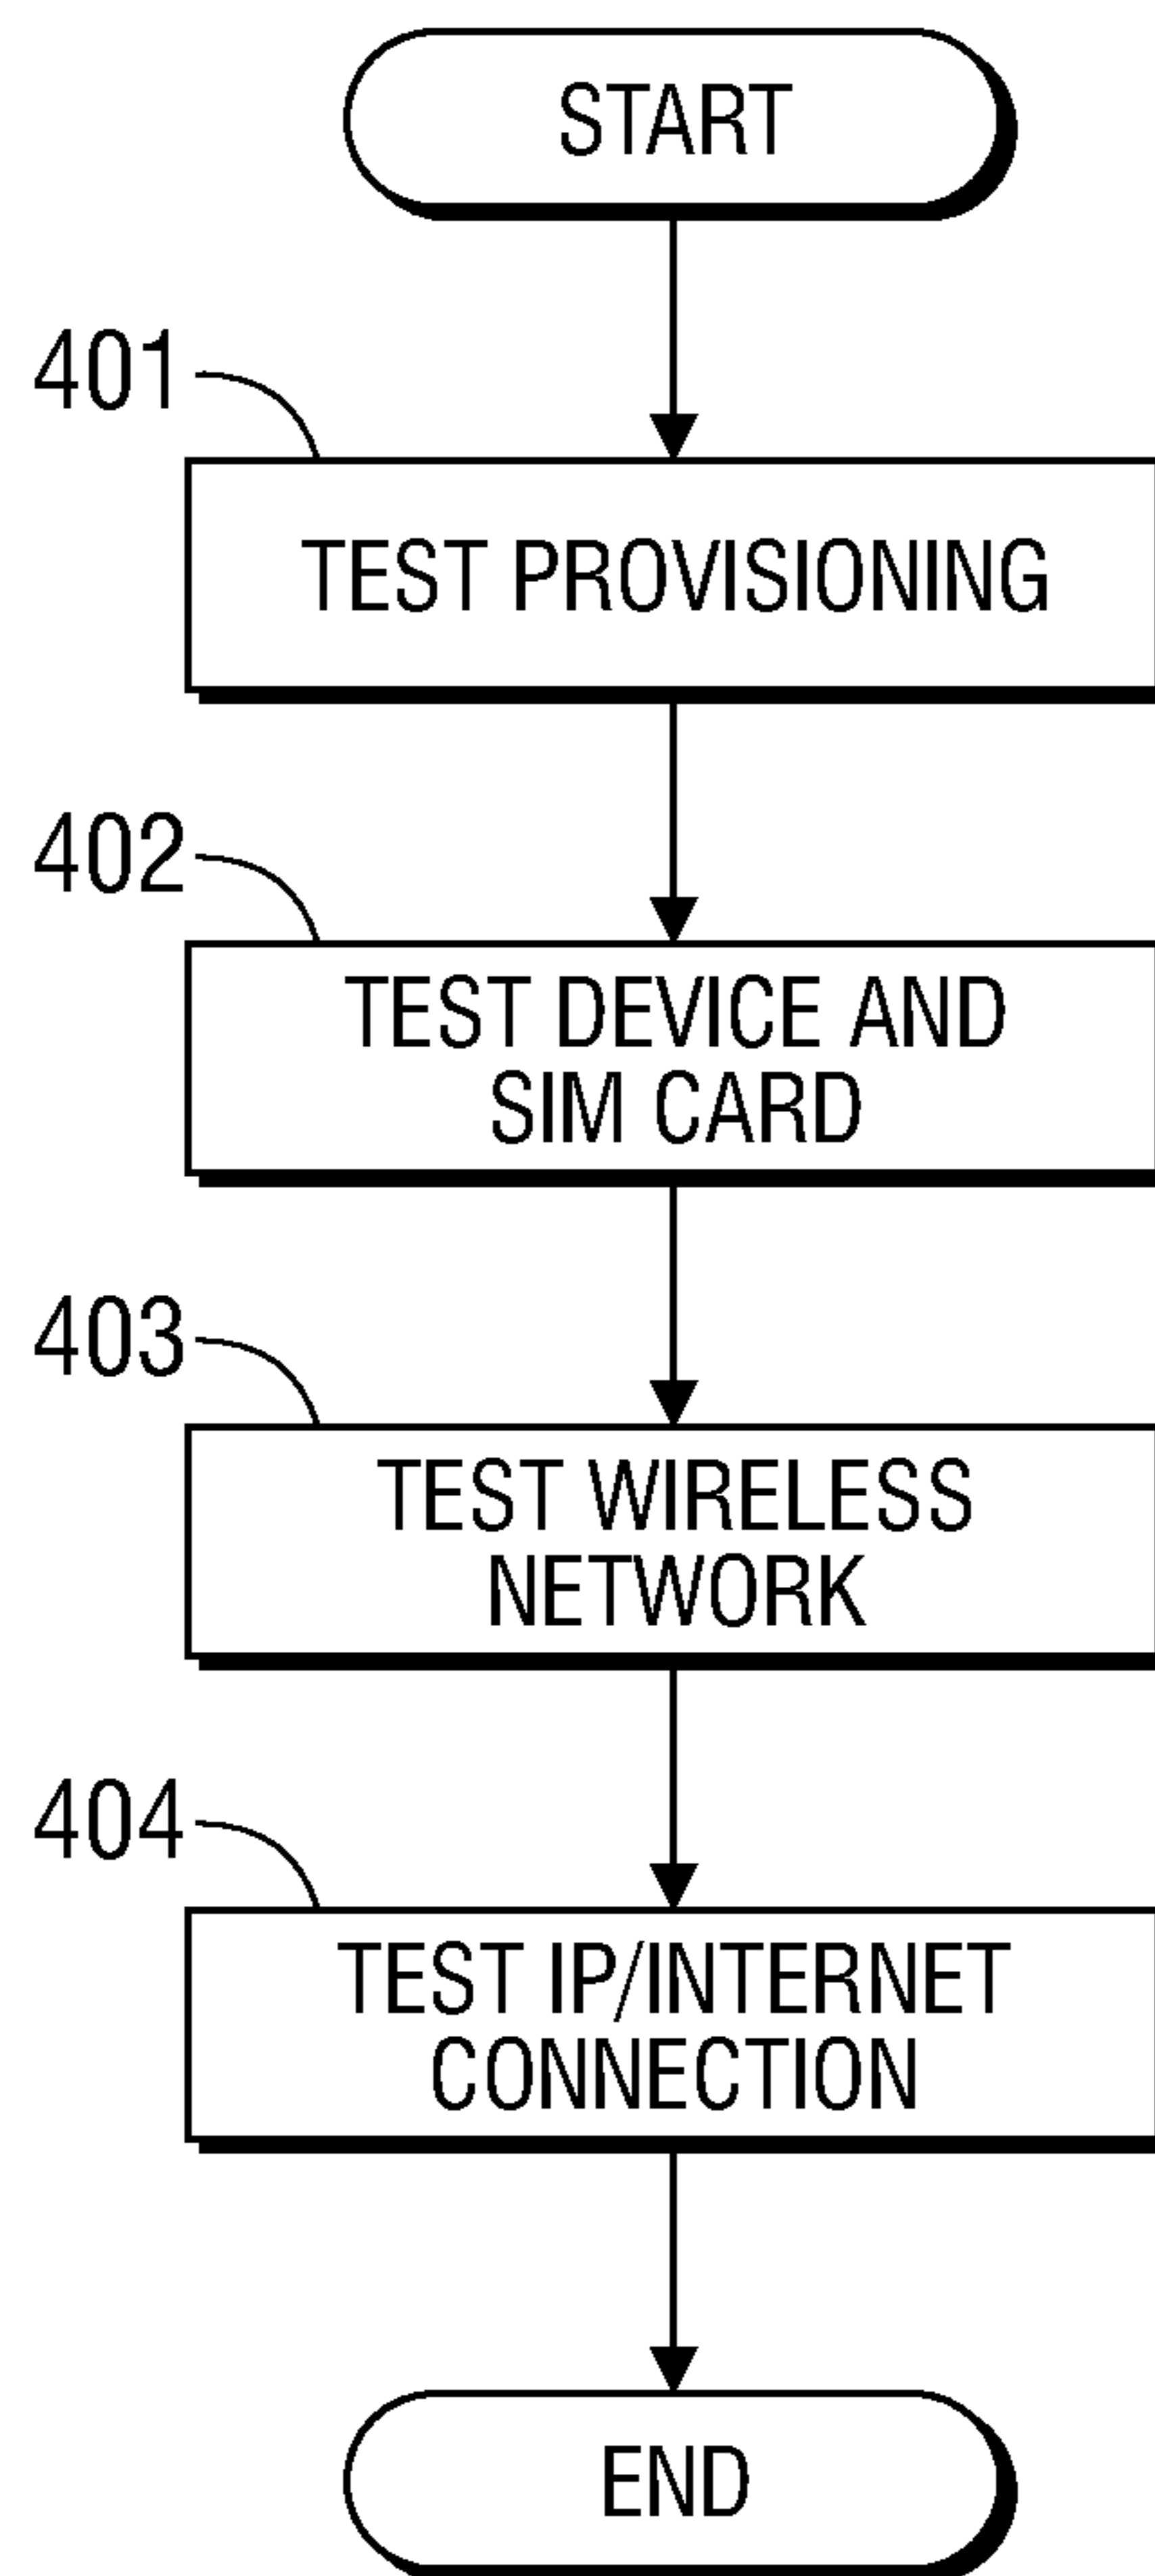 START
401
TEST PROVISIONING
402
TEST DEVICE AND
SIM CARD
403
TEST WIRELESS
NETWORK
404
TEST IP/INTERNET
CONNECTION
END